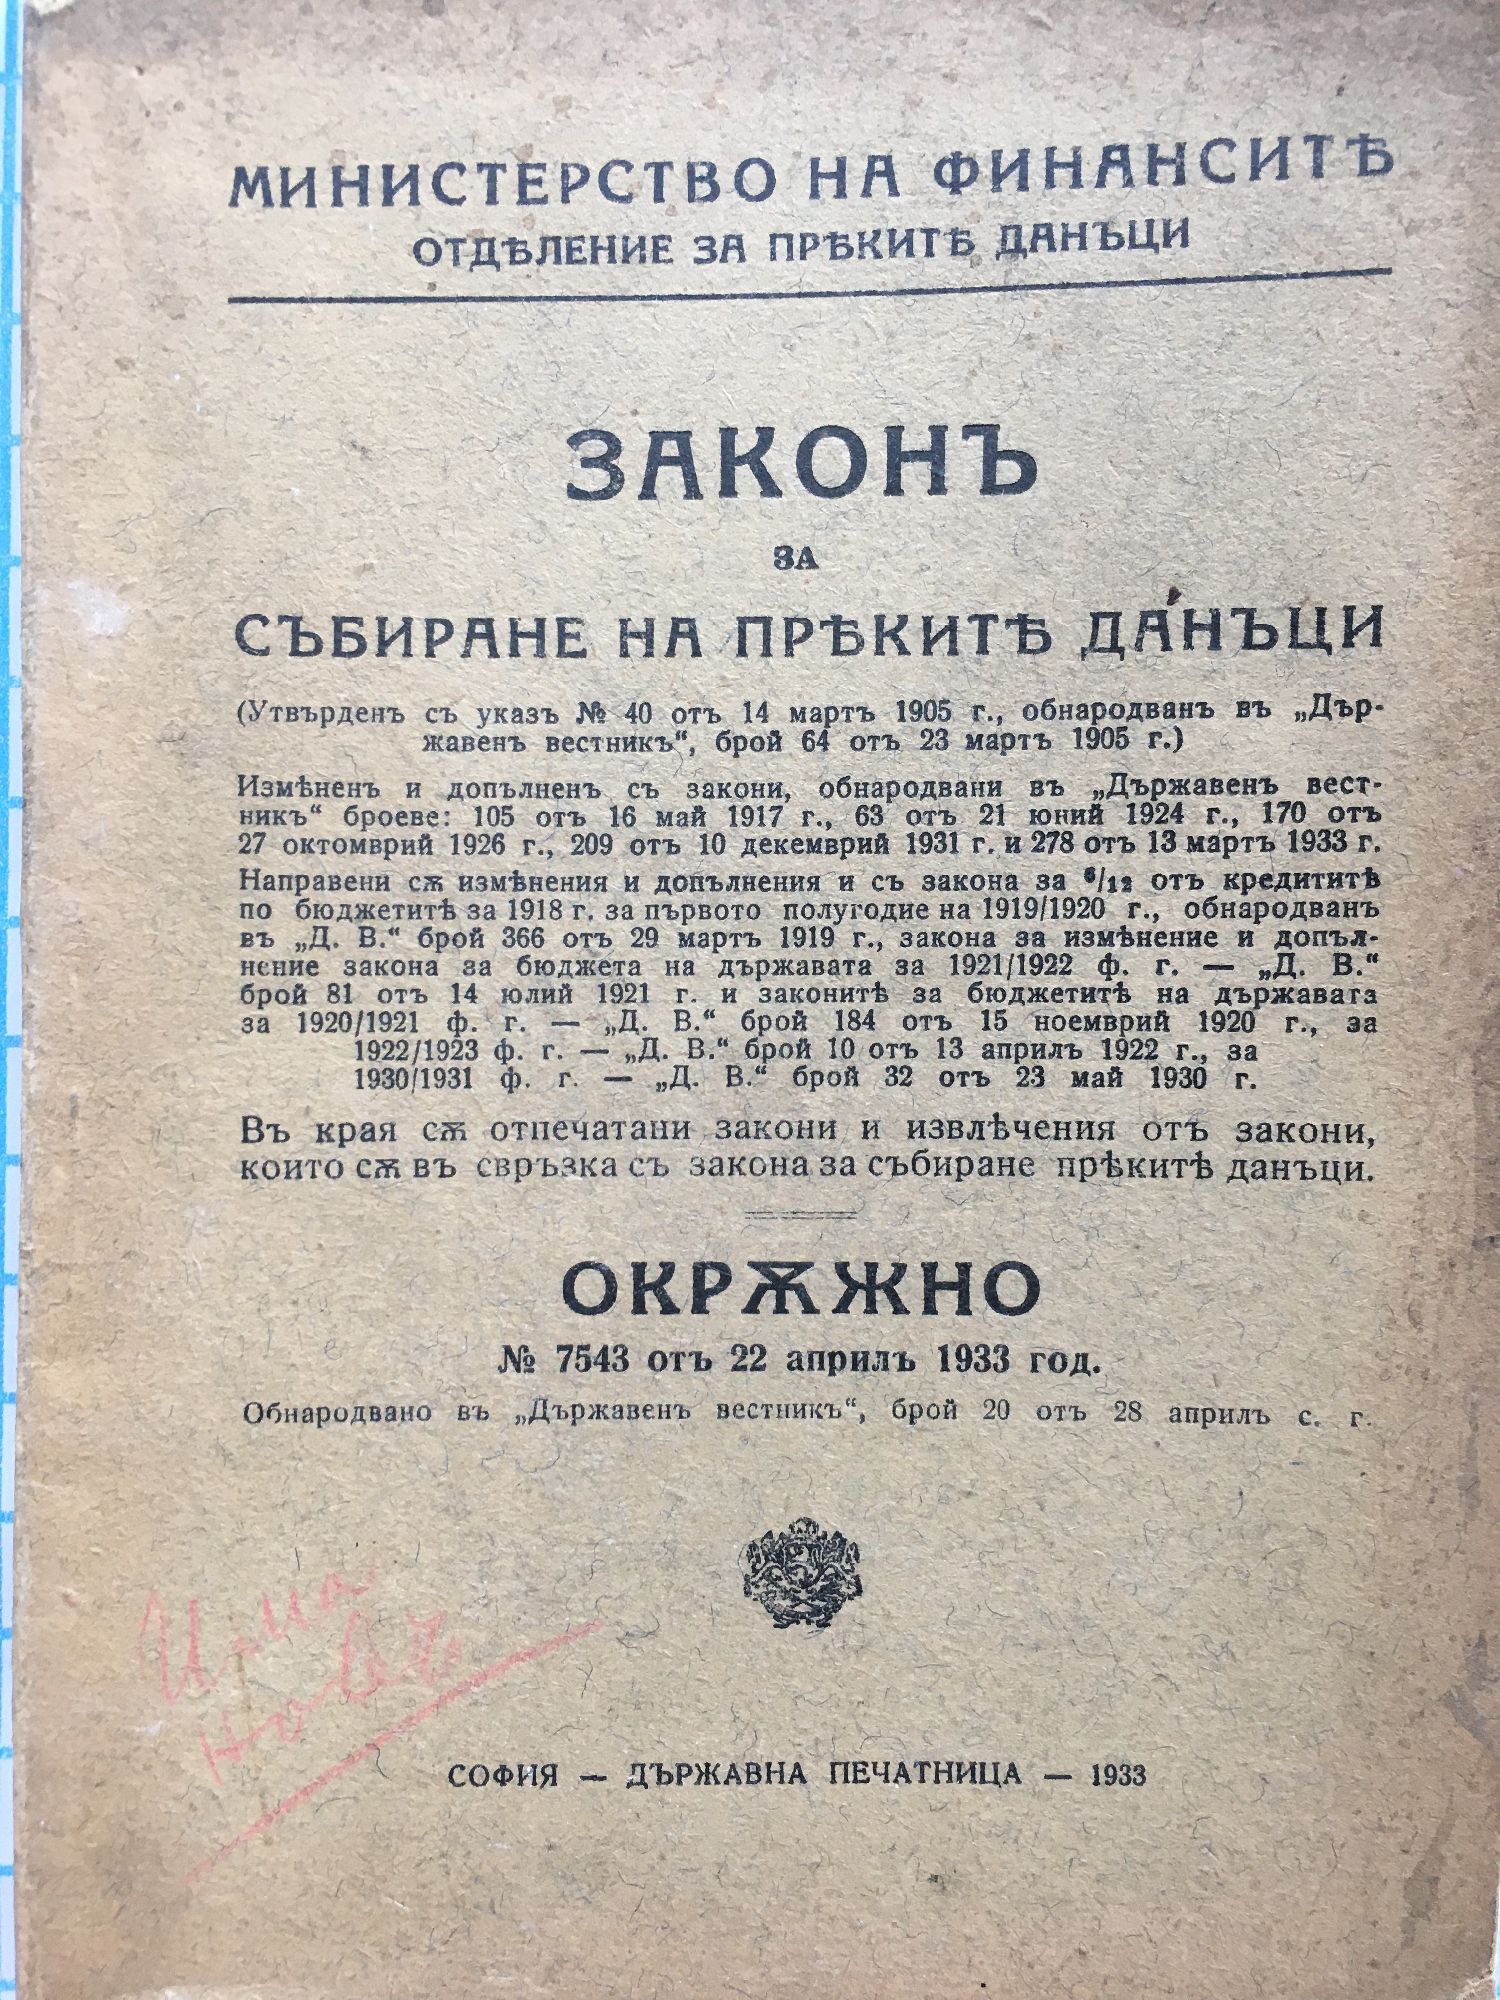 МИНИСТЕРСТВО НА ФИНАНСИТѢ
ОТДѢЛЕНИЕ ЗА ПРѢКИТѢ ДАНЪЦИ
ЗАКОНЪ
ЗА
СЪБИРАНЕ НА ПРѢКИТѢ ДАНЪЦИ
(Утвърденъ съ указъ № 40 отъ 14 мартъ 1905 г., обнародванъ въ „Дър-
жавенъ вестникъ“, брой 64 отъ 23 мартъ 1905 г.)
Измѣненъ и допълненъ съ закони, обнародвани въ „Държавенъ вест-
никъ“ броеве: 105 отъ 16 май 1917 г., 63 отъ 21 юний 1924 г., 170 отъ
27 октомврий 1926 г., 209 отъ 10 декемврий 1931 г. и 278 отъ 13 мартъ 1933 г.
Направени сѫ измѣнения и допълнения и съ закона за 6/12 отъ кредититѣ
по бюджетитѣ за 1918 г. за първото полугодие на 1919/1920 г., обнародванъ
въ „Д. В.“ брой 366 отъ 29 мартъ 1919 г., закона за измѣнение и допъл-
нение закона за бюджета на държавата за 1921/1922 ф. г. — „Д. В.“
брой 81 отъ 14 юлий 1921 г. и законитѣ за бюджетитѣ на държавата
за 1920/1921 ф. г. — „Д. В.“ брой 184 отъ 15 ноемврий 1920 г., за
1922/1923 ф. г. — „Д. В.“ брой 10 отъ 13 априлъ 1922 г., за
1930/1931 ф. г. — „Д. В.“ брой 32 отъ 23 май 1930 г.
Въ края сѫ отпечатани закони и извлѣчения отъ закони,
които сѫ въ свръзка съ закона за събиране прѣкитѣ данъци.
ОКРѪЖНО
№ 7543 отъ 22 априлъ 1933 год.
Обнародвано въ „Държавенъ вестникъ“, брой 20 отъ 28 априлъ с. г.
Има
новъ
СОФИЯ — ДЪРЖАВНА ПЕЧАТНИЦА — 1933